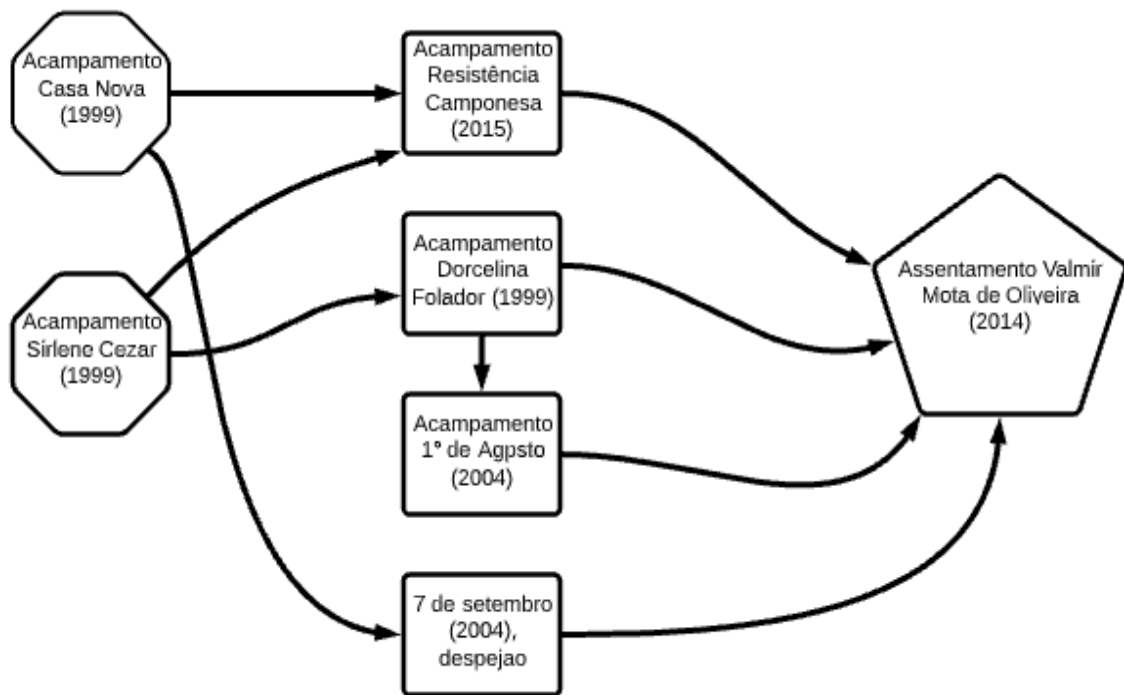 Acampamento
Casa Nova
(1999)
Acampamento
Sirlene Cezar
(1999)
Acampamento
Resistência
Camponesa
(2015)
Acampamento
Dorcelina
Folador (1999)
Acampamento
1° de Agpsto
(2004)
7 de setembro
(2004),
despejao
Assentamento Valmir
Mota de Oliveira
(2014)